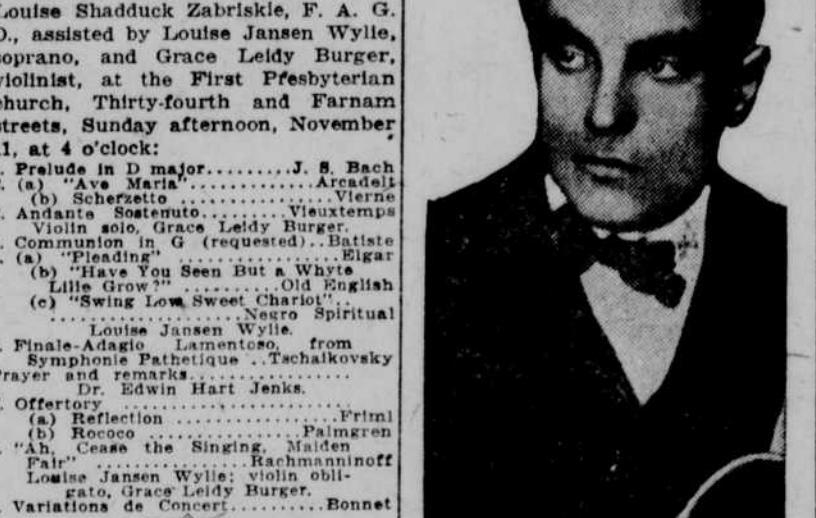 Louise Shadduck Zabriskie, F. A. G.
O., assisted by Louise Jansen Wylie,
soprano, and Grace Leidy Burger,
violinist, at the First Presbyterian
church, Thirty-fourth and Farnam
streets, Sunday afternoon, November
11, at 4 o'clock:
. Prelude in D major.........J. S. Bach
. (a) "Ave Maria".............Arcadelt
(b) Scherzetto .................Vierne
. Andante Sostenuto.........Vieuxtemps
Violin solo, Grace Leidy Burger.
. Communion in G (requested)..Batiste
. (a) "Pleading" .................Elgar
(b) "Have You Seen But a Whyte
Lilie Grow?" ..........Old English
(c) "Swing Low Sweet Chariot"..
....................Negro Spiritual
Louise Jansen Wylie.
. Finale-Adagio Lamentoso, from
Symphonie Pathetique ..Tschaikovsky
Prayer and remarks.................
Dr. Edwin Hart Jenks.
. Offertory ........................
(a) Reflection ..................Friml
(b) Rococo ...............Palmgren
. "Ah, Cease the Singing, Maiden
Fair" ................Rachmanninoff
Louise Jansen Wylie; violin obli-
gato, Grace Leidy Burger.
. Variations de Concert..........Bonnet